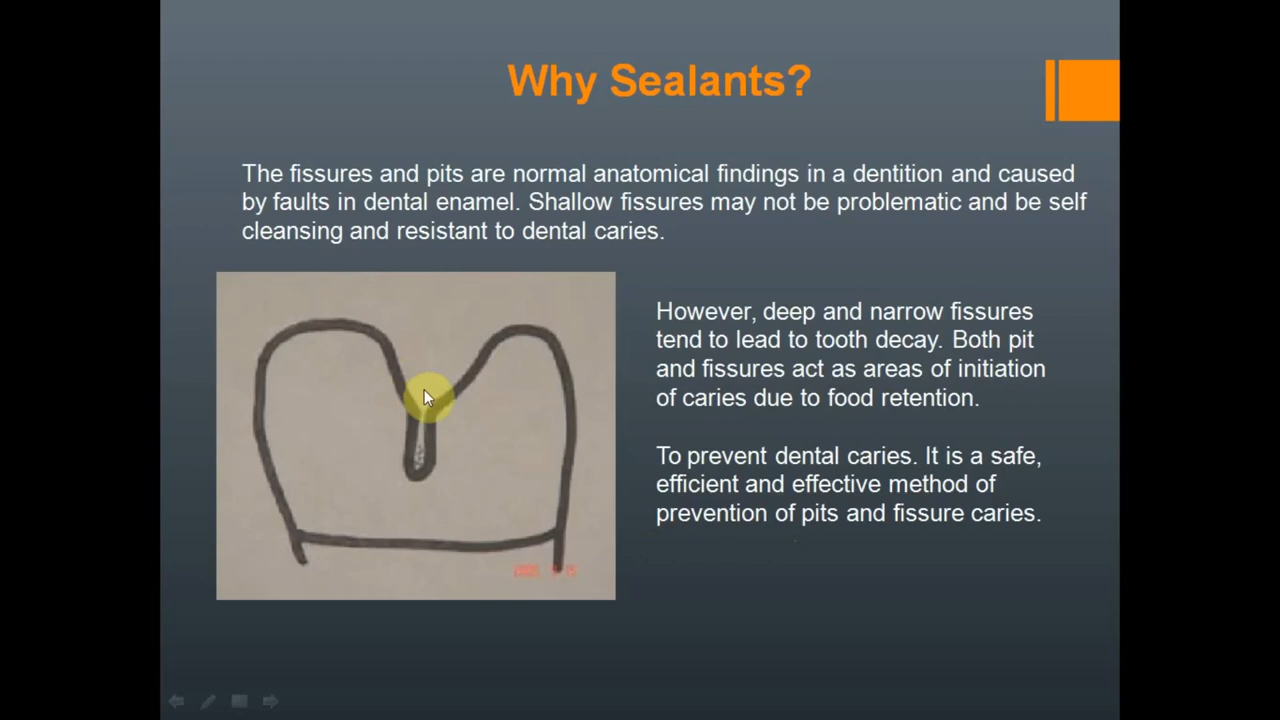 Why Sealants?
The fissures and pits are normal anatomical findings in a dentition and caused
by faults in dental enamel. Shallow fissures may not be problematic and be self
cleansing and resistant to dental caries.
However, deep and narrow fissures
tend to lead to tooth decay. Both pit
and fissures act as areas of initiation
of caries due to food retention.
To prevent dental caries. It is a safe,
efficient and effective method of
prevention of pits and fissure caries.